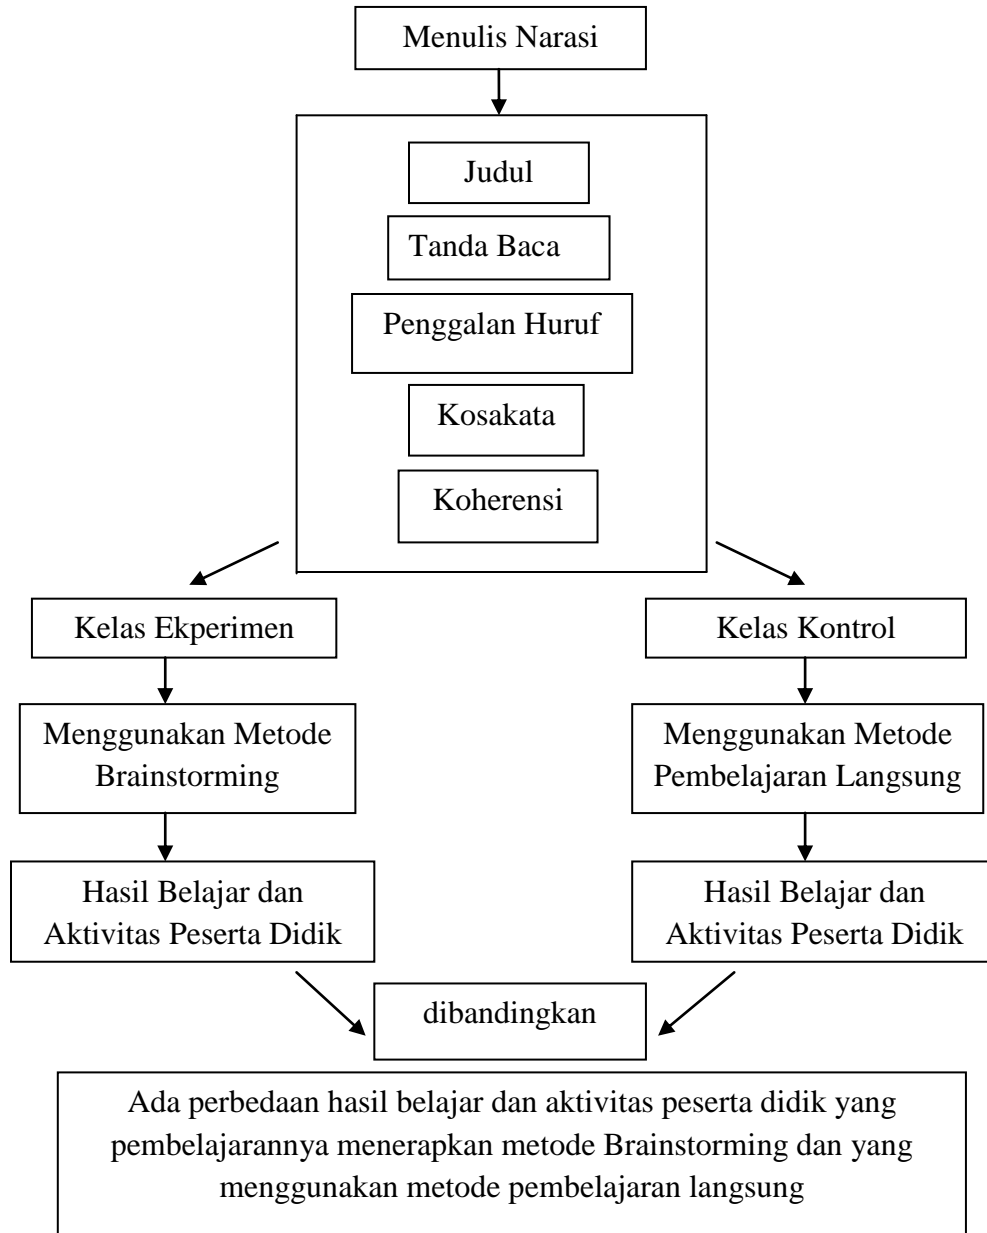 Menulis Narasi
Judul
Tanda Baca
Penggalan Huruf
Kosakata
Koherensi
Kelas Ekperimen
Kelas Kontrol
Menggunakan Metode
Brainstorming
Menggunakan Metode
Pembelajaran Langsung
Hasil Belajar dan
Aktivitas Peserta Didik
Hasil Belajar dan
Aktivitas Peserta Didik
dibandingkan
Ada perbedaan hasil belajar dan aktivitas peserta didik yang
pembelajarannya menerapkan metode Brainstorming dan yang
menggunakan metode pembelajaran langsung